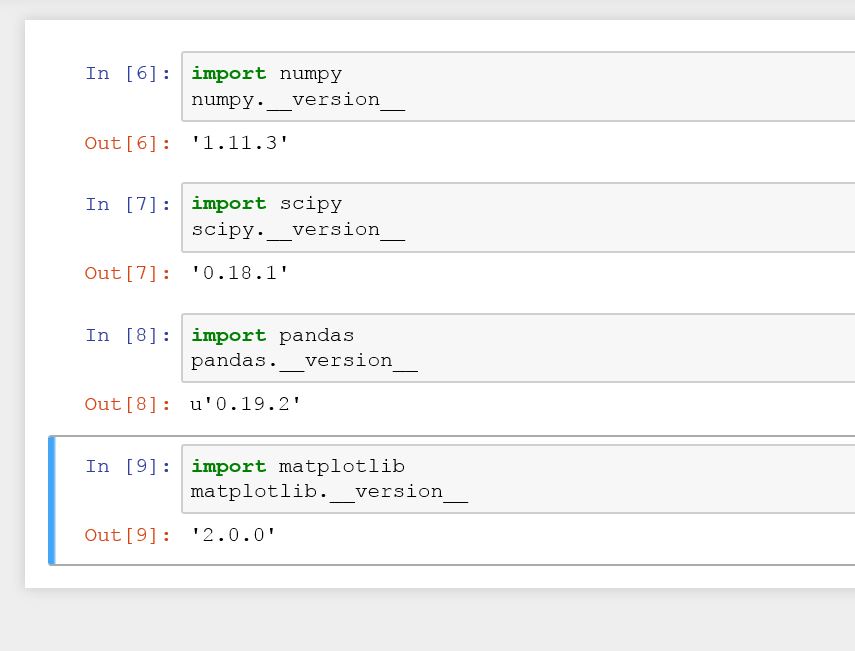 In [6]: import numpy
numpy.__version__
Out[6]: '1.11.3'
In [7]: import scipy
scipy.__version__
Out[7]: '0.18.1'
In [8]: import pandas
pandas.__version__
Out[8]: u'0.19.2'
In [9]: import matplotlib
matplotlib.__version__
Out[9]: '2.0.0'